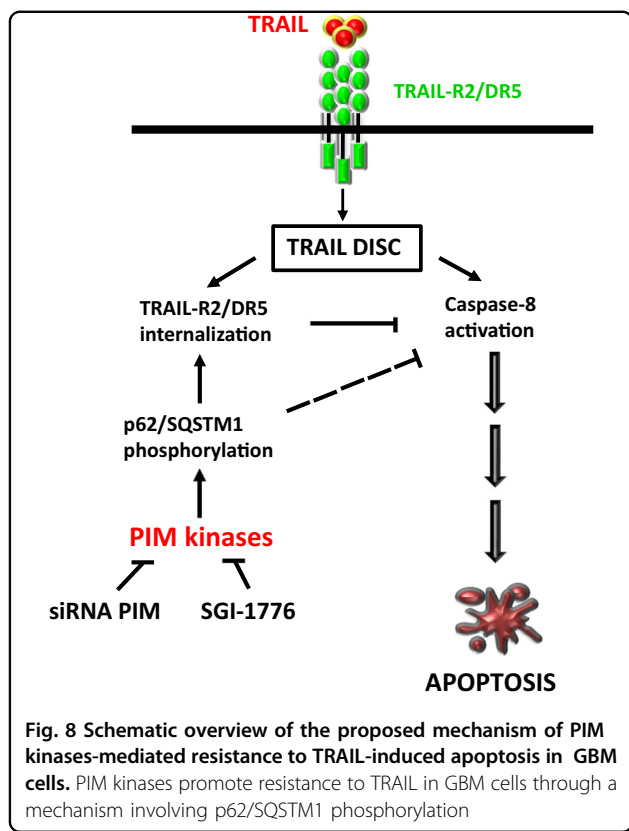 TRAIL
TRAIL-R2/DR5
TRAIL DISC
TRAIL-R2/DR5
internalization
Caspase-8
activation
p62/SQSTM1
phosphorylation
PIM kinases
siRNA PIM
SGI-1776
APOPTOSIS
Fig. 8 Schematic overview of the proposed mechanism of PIM
kinases-mediated resistance to TRAIL-induced apoptosis in GBM
cells. PIM kinases promote resistance to TRAIL in GBM cells through a
mechanism involving p62/SQSTM1 phosphorylation